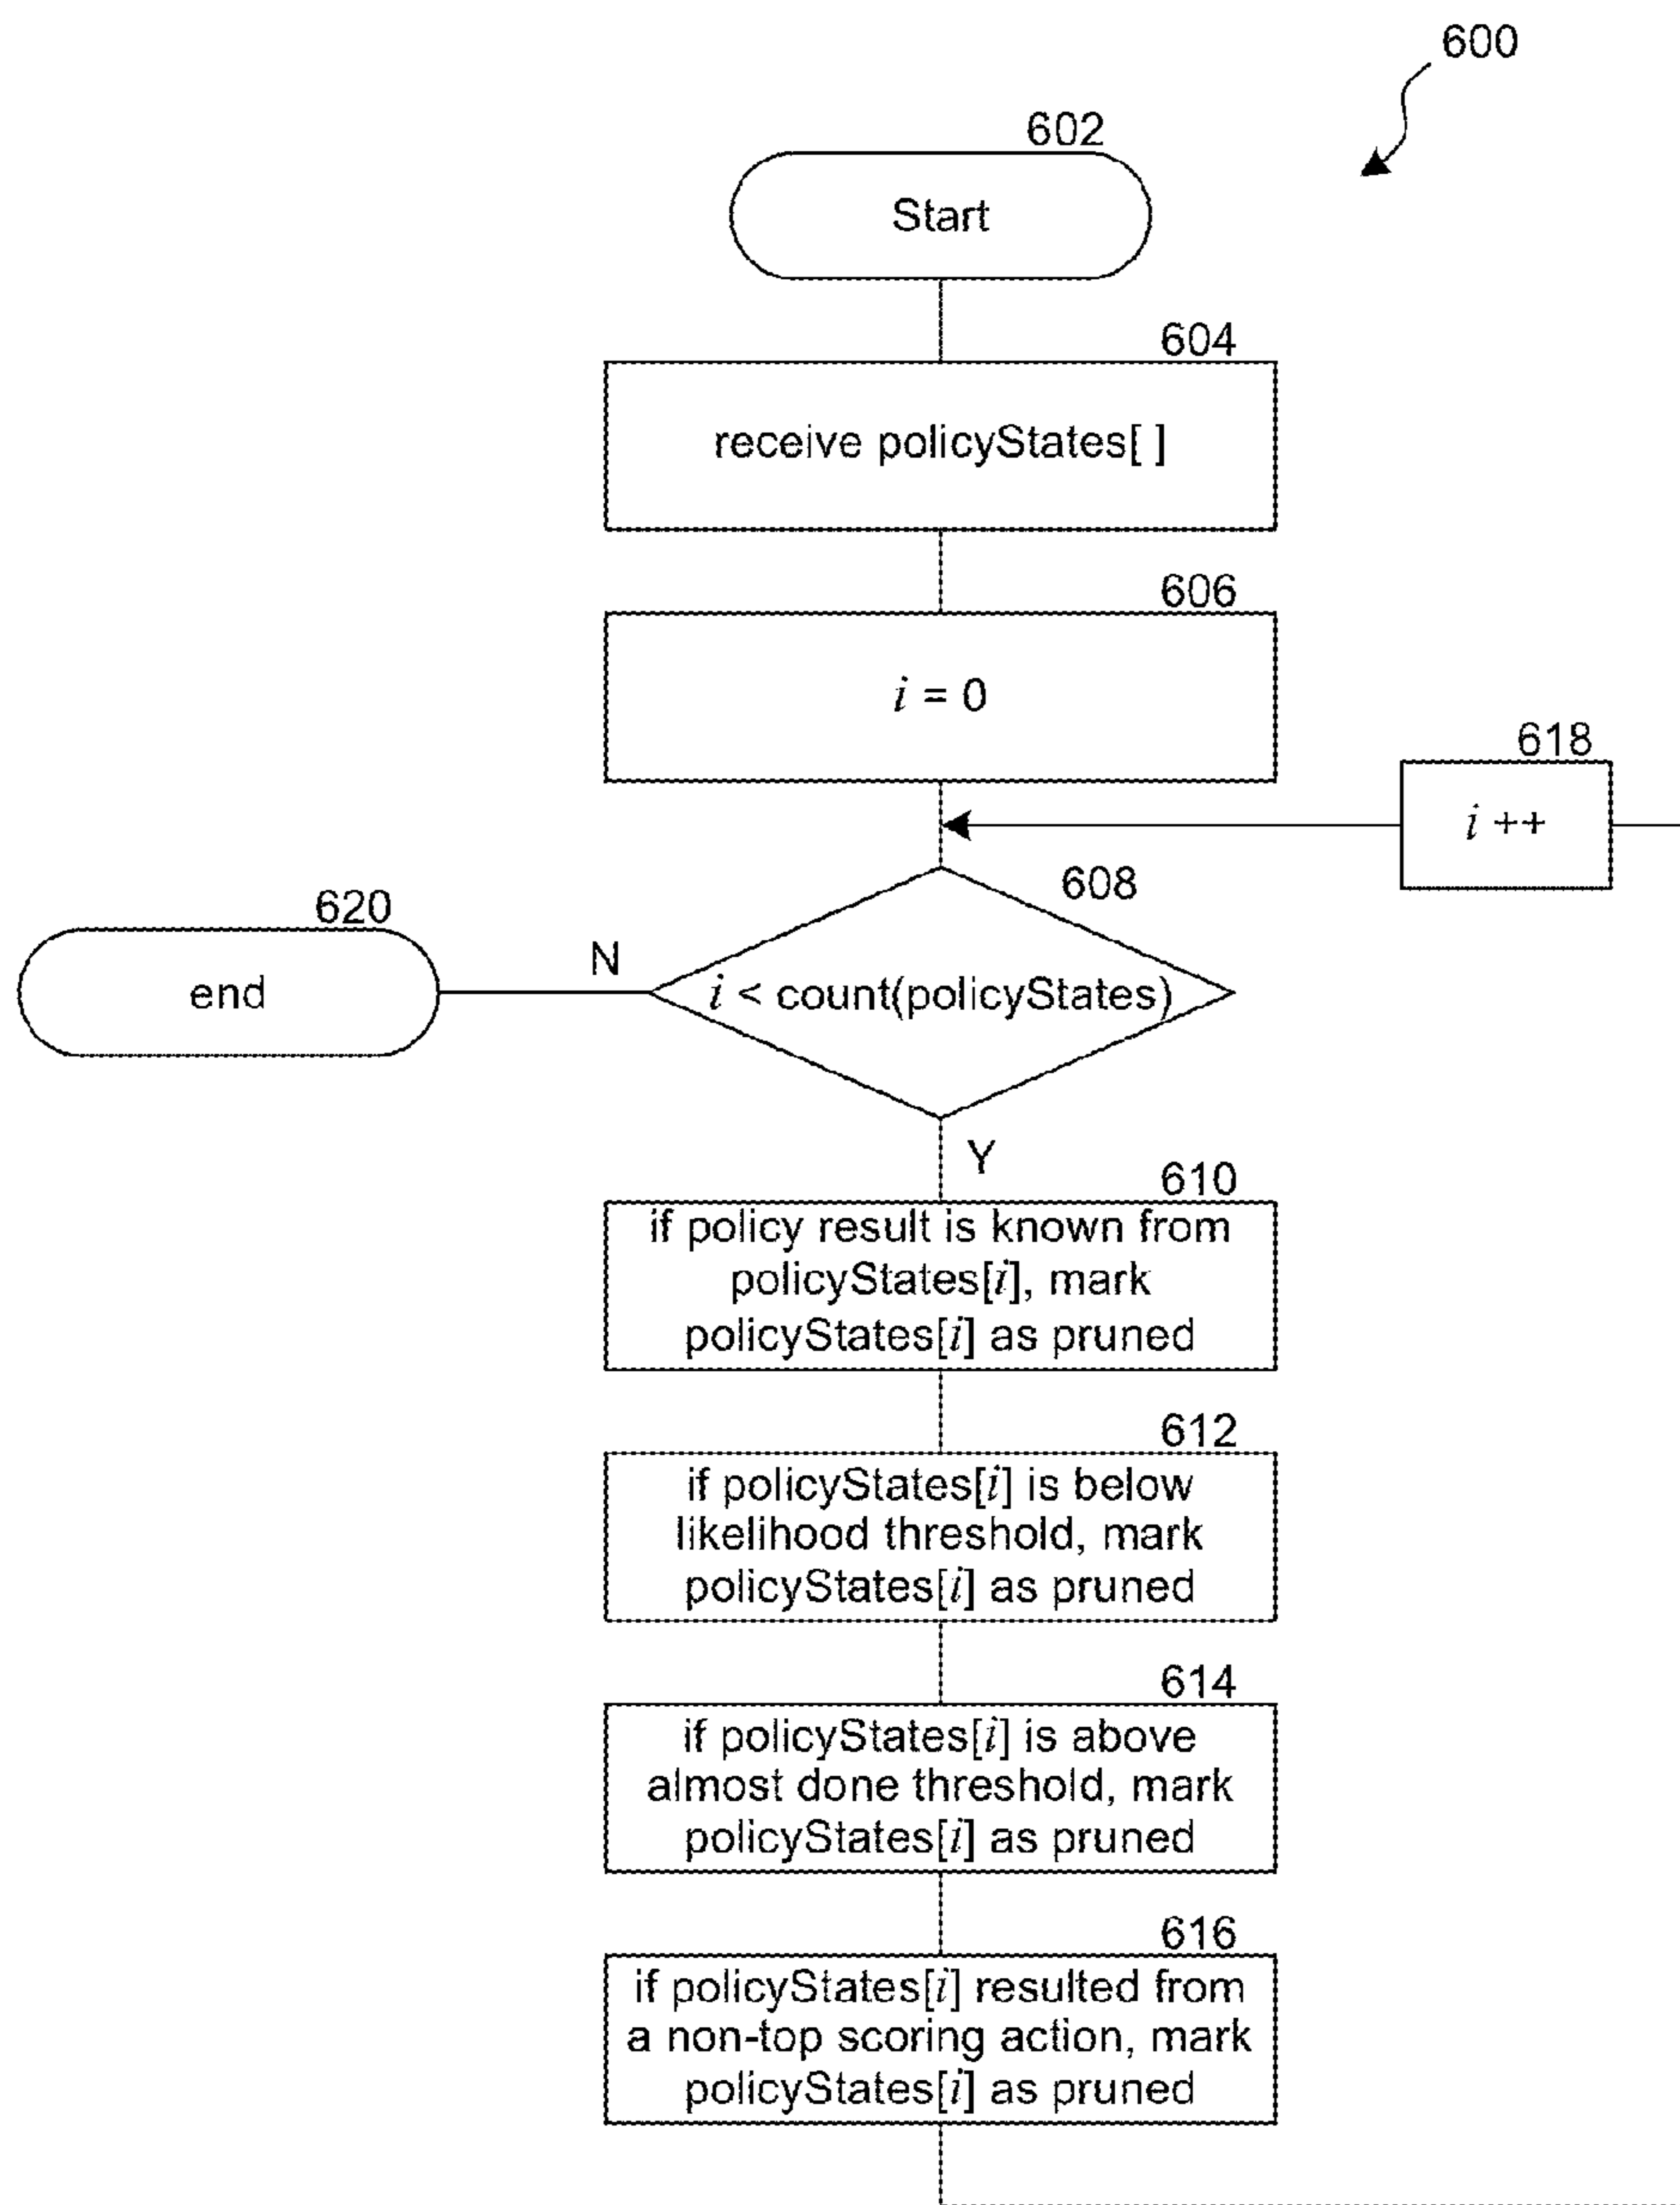 600
602
Start
604
receive policyStates[ ]
606
i = 0
618
i ++
608
i < count(policyStates)
620
end
N
Y
610
if policy result is known from
policyStates[i], mark
policyStates[i] as pruned
612
if policyStates[i] is below
likelihood threshold, mark
policyStates[i] as pruned
614
if policyStates[i] is above
almost done threshold, mark
policyStates[i] as pruned
616
if policyStates[i] resulted from
a non-top scoring action, mark
policyStates[i] as pruned